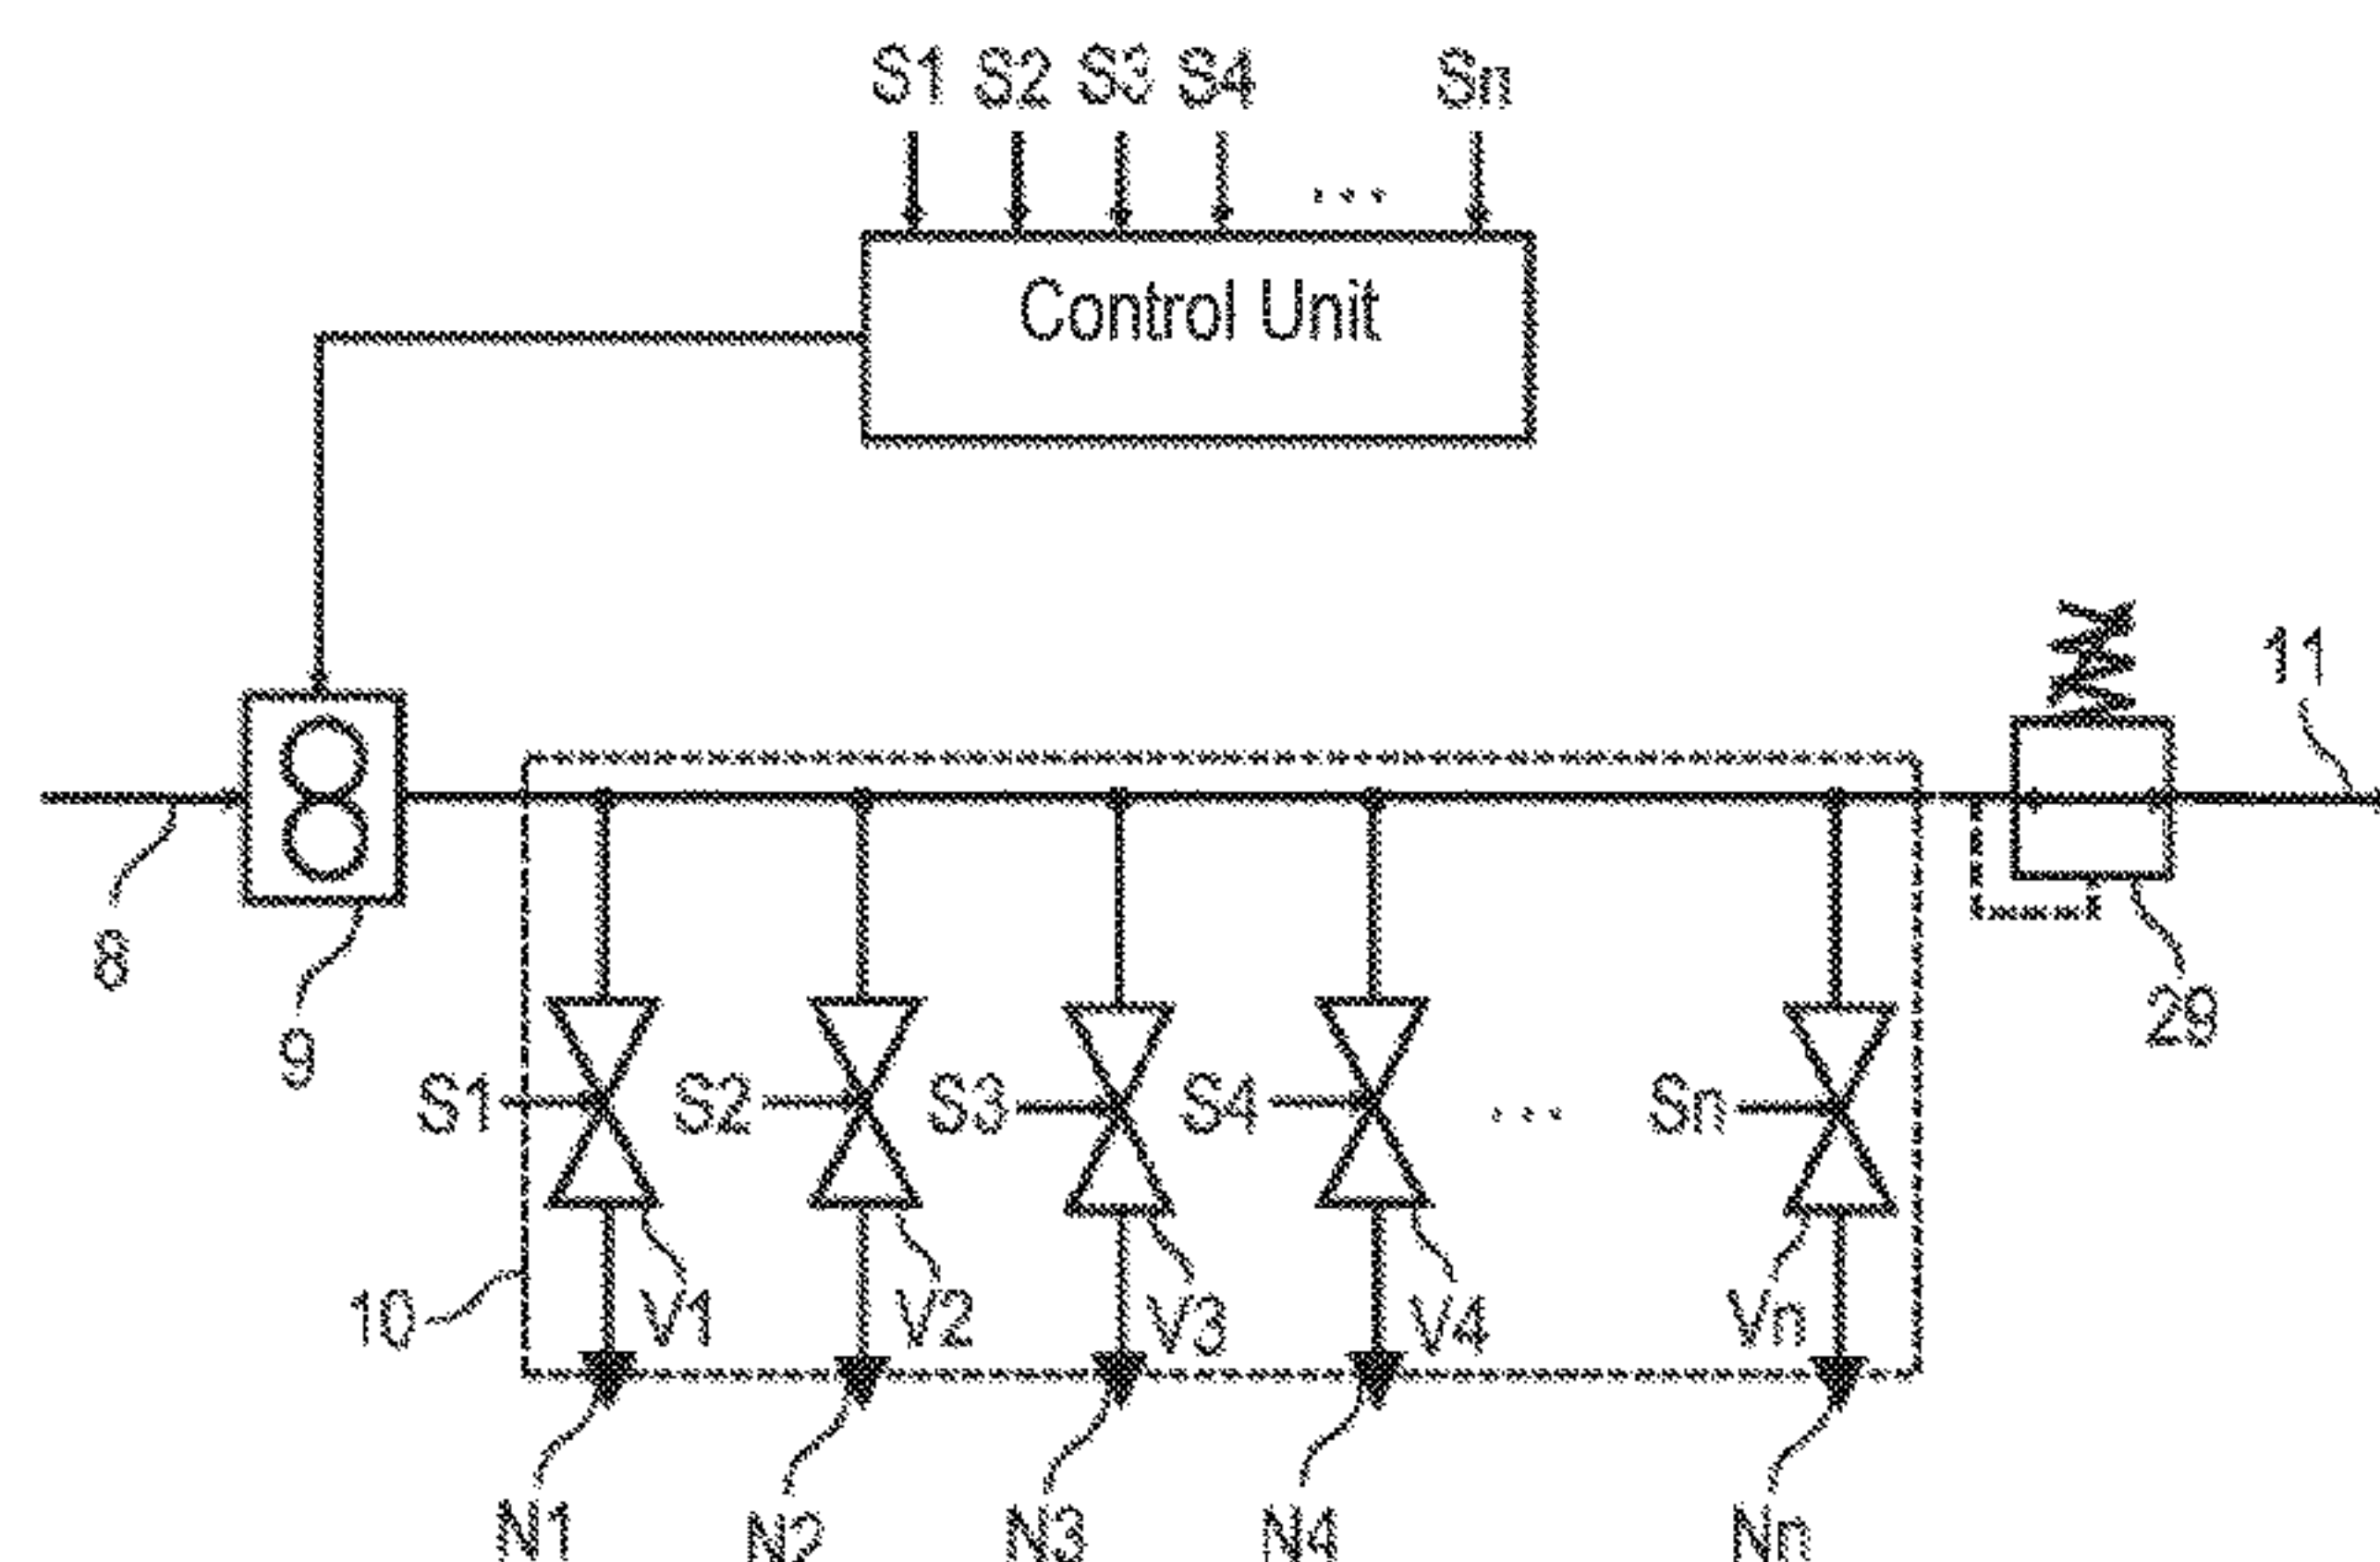 S1 S2 S3 S4 ... Sn
Control Unit
11
8
9
29
S1 S2 S3 S4 ... Sn
10 V1 V2 V3 V4 Vn
N1 N2 N3 N4 Nn